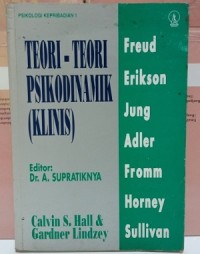 PSIKOLOGI KEPRIBADIAN 1
TEORI - TEORI
PSIKODINAMIK
(KLINIS)
Editor:
Dr. A. SUPRATIKNYA
Calvin S. Hall &
Gardner Lindzey
Freud
Erikson
Jung
Adler
Fromm
Horney
Sullivan